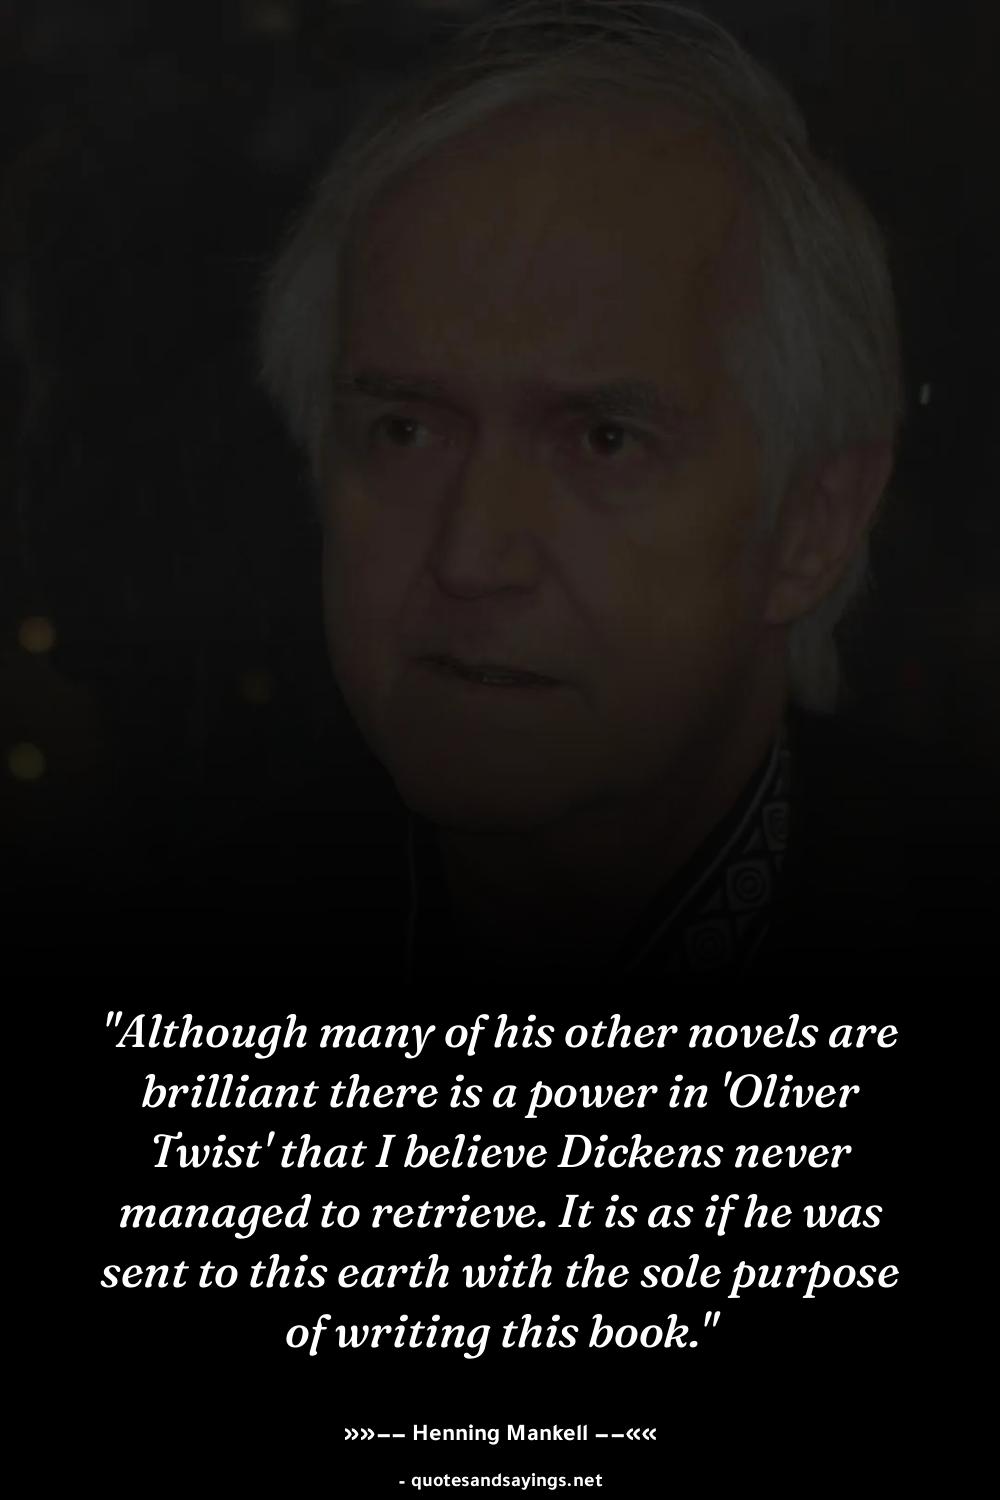 "Although many of his other novels are
brilliant there is a power in 'Oliver
Twist' that I believe Dickens never
managed to retrieve. It is as if he was
sent to this earth with the sole purpose
of writing this book."
»»−− Henning Mankell −−««
- quotesandsayings.net